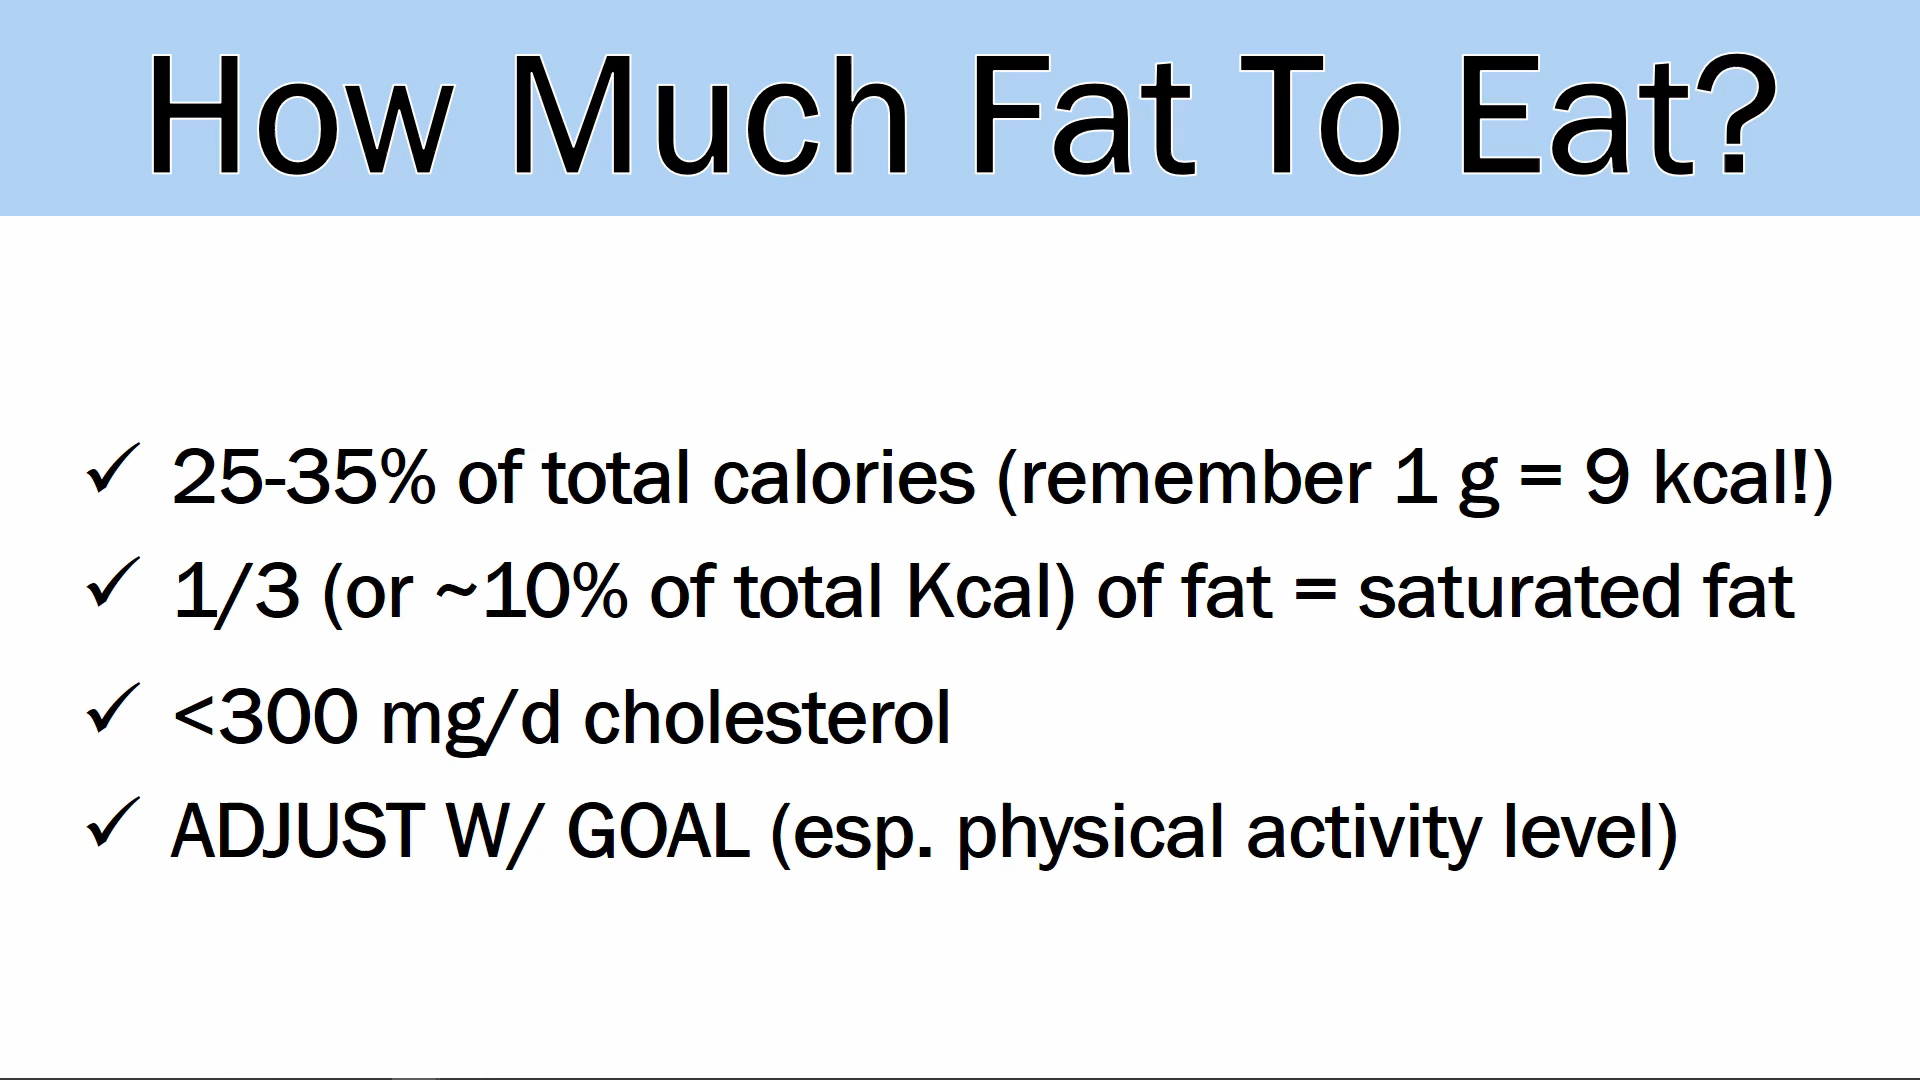 How Much Fat To Eat?
✓ 25-35% of total calories (remember 1 g = 9 kcal!)
✓ 1/3 (or ~10% of total Kcal) of fat = saturated fat
✓ <300 mg/d cholesterol
✓ ADJUST W/ GOAL (esp. physical activity level)